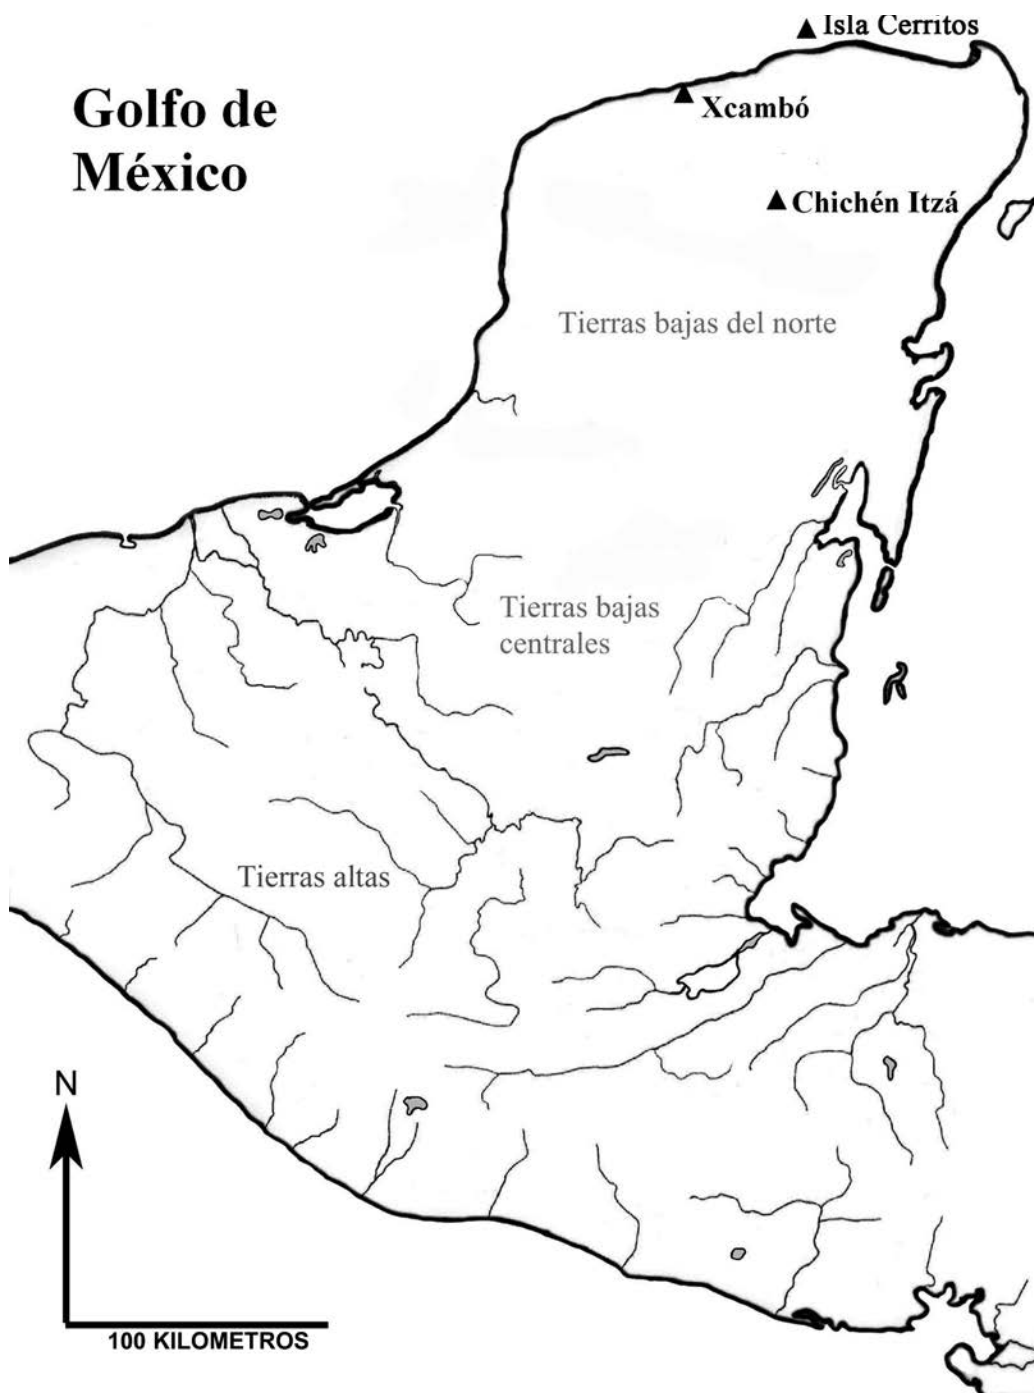 Isla Cerritos
Golfo de
México
Xcambó
Chichén Itzá
Tierras bajas del norte
Tierras bajas
centrales
Tierras altas
N
100 KILOMETROS